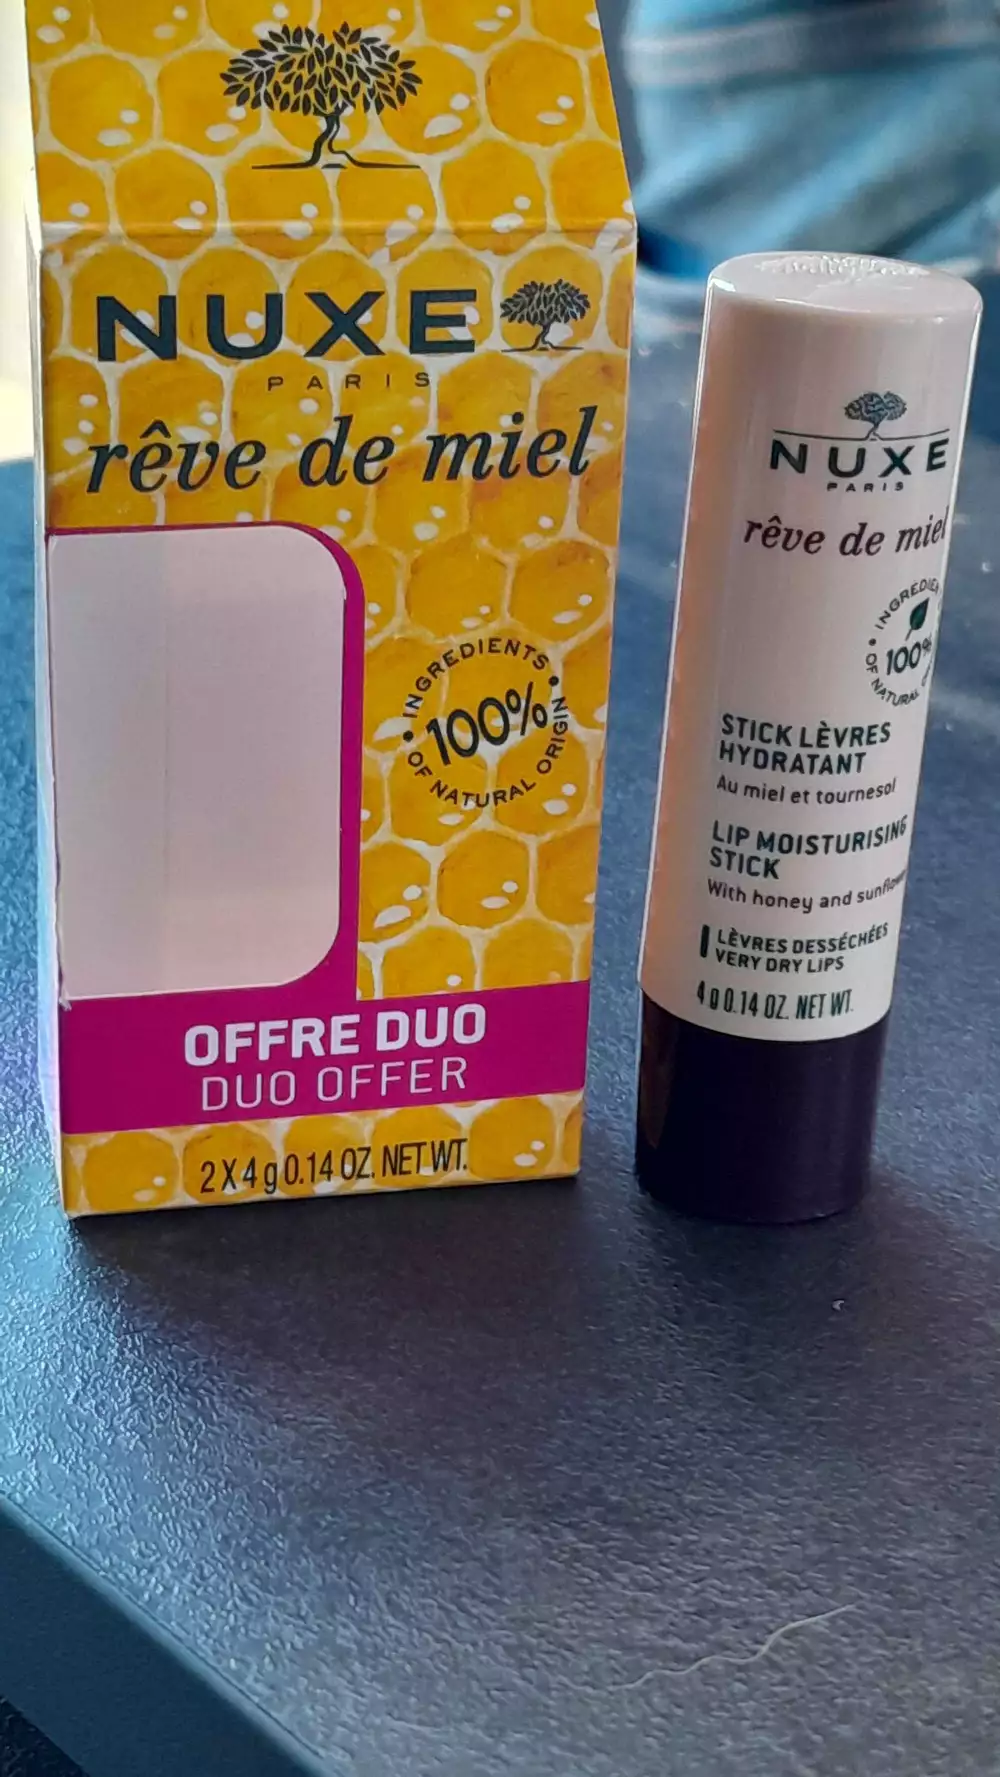 NUXE
PARIS
rêve de miel
INGREDIENTS
100%
OF NATURAL ORIGIN
OFFRE DUO
DUO OFFER
2 X 4 g 0.14 OZ. NET WT.
NUXE
PARIS
rêve de miel
100%
OF NATURAL
STICK LÈVRES
HYDRATANT
Au miel et tournesol
LIP MOISTURISING
STICK
With honey and
LÈVRES DESSÉCHÉES
VERY DRY LIPS
4 g 0.14 OZ. NET WT.